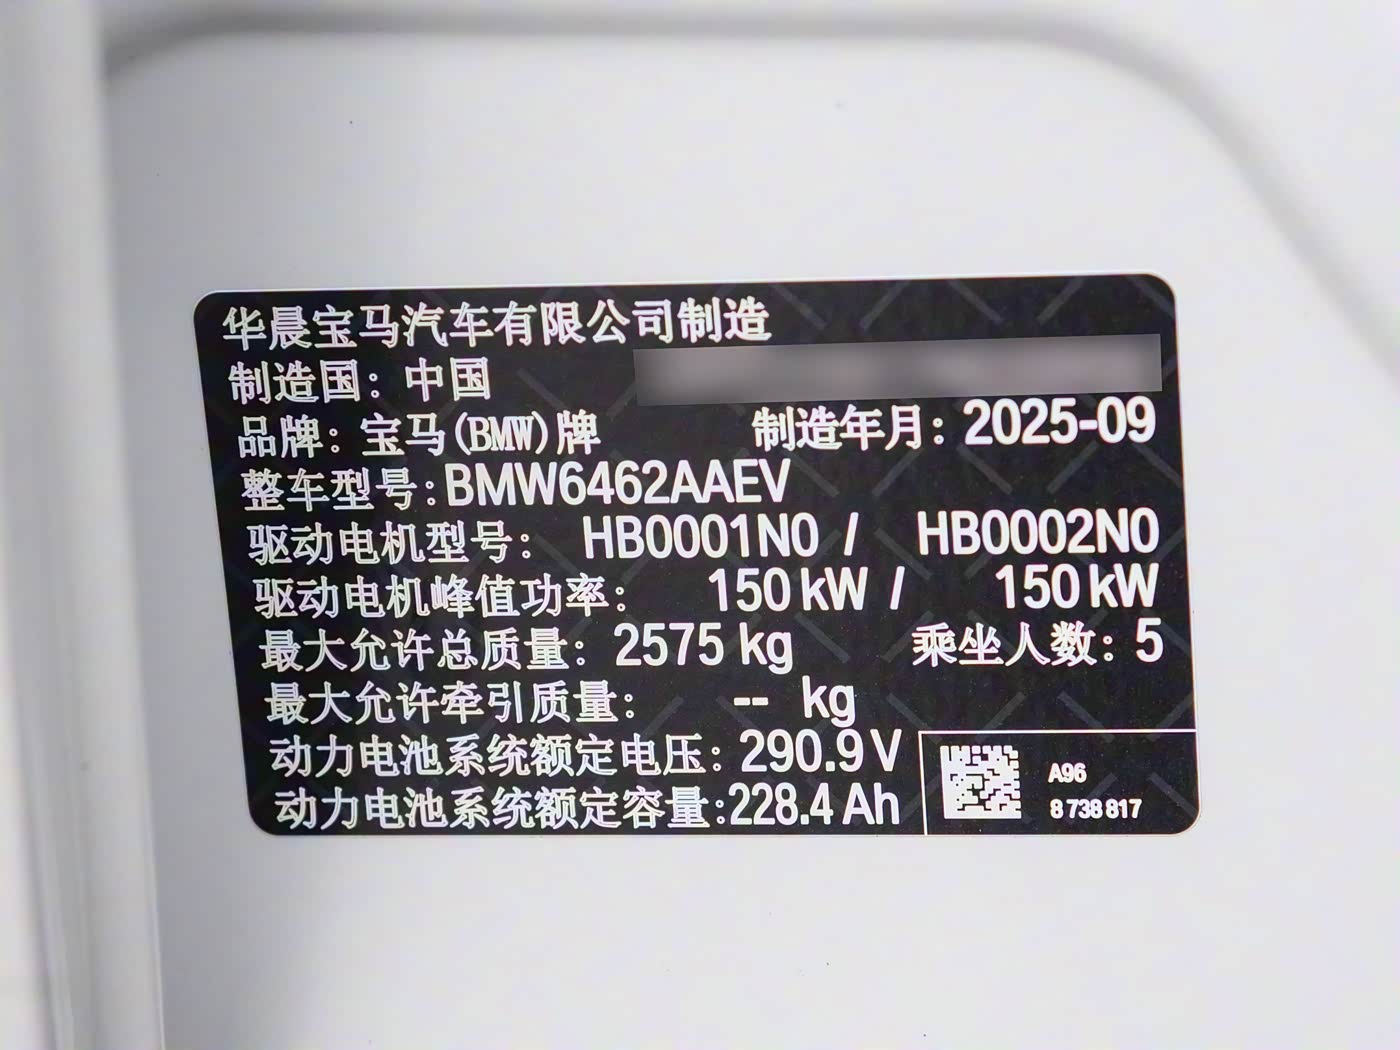 华晨宝马汽车有限公司制造
制造国：中国
品牌：宝马(BMW)牌 制造年月：2025-09
整车型号：BMW6462AAEV
驱动电机型号： HB0001N0 / HB0002N0
驱动电机峰值功率： 150 kW / 150 kW
最大允许总质量：2575 kg 乘坐人数：5
最大允许牵引质量： -- kg
动力电池系统额定电压：290.9 V
动力电池系统额定容量：228.4 Ah
A96
8 738 817